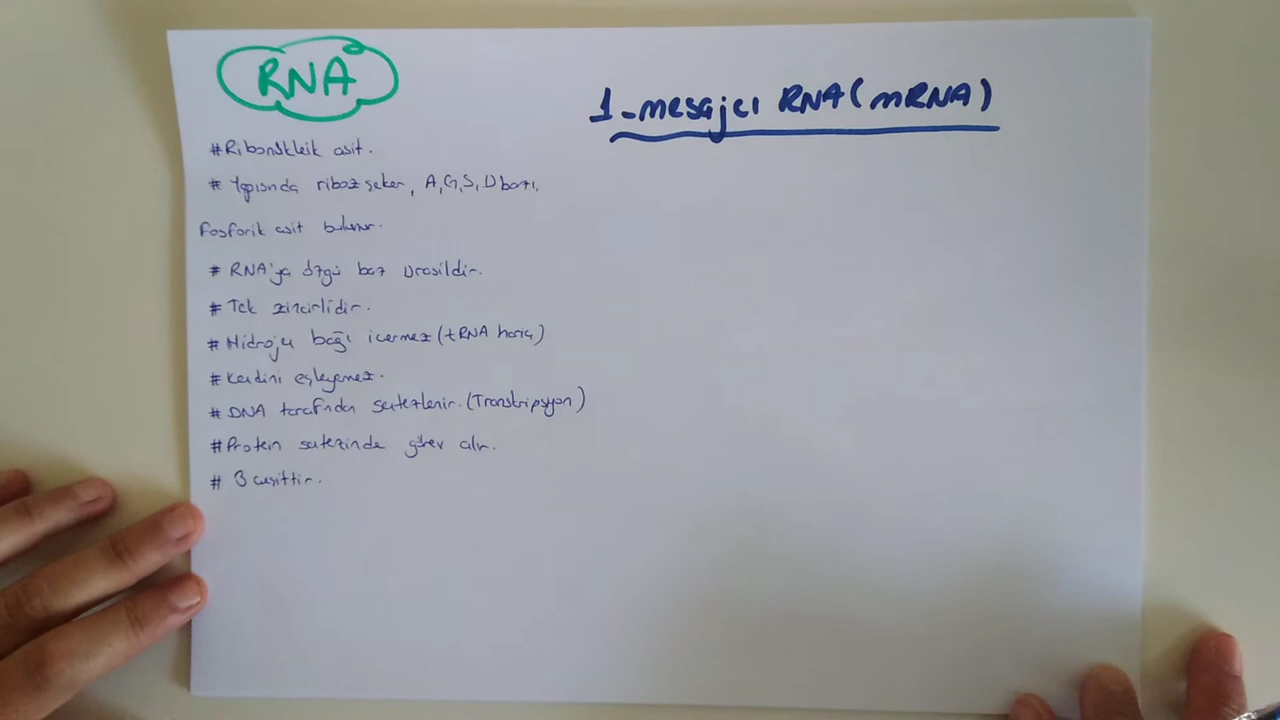 RNA
#Ribonükleik asit.
# Yapısında riboz şeker, A,G,S,U bazı,
fosforik asit bulunur.
# RNA'ya özgü baz Urasildir.
# Tek zincirlidir.
# Hidrojen bağı içermez (tRNA hariç)
# Kendini eşleyemez.
# DNA tarafından sentezlenir. (Transkripsyon)
#Protein sentezinde görev alır.
# 3 çeşittir.
1-mesajcı RNA (mRNA)